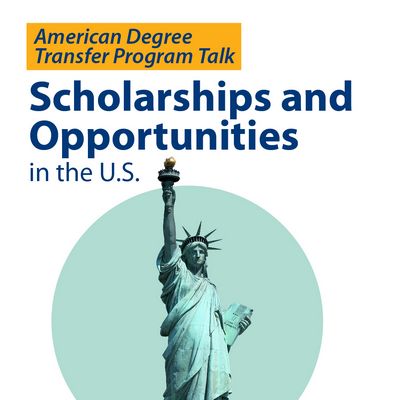 American Degree
Transfer Program Talk
Scholarships and
Opportunities
in the U.S.